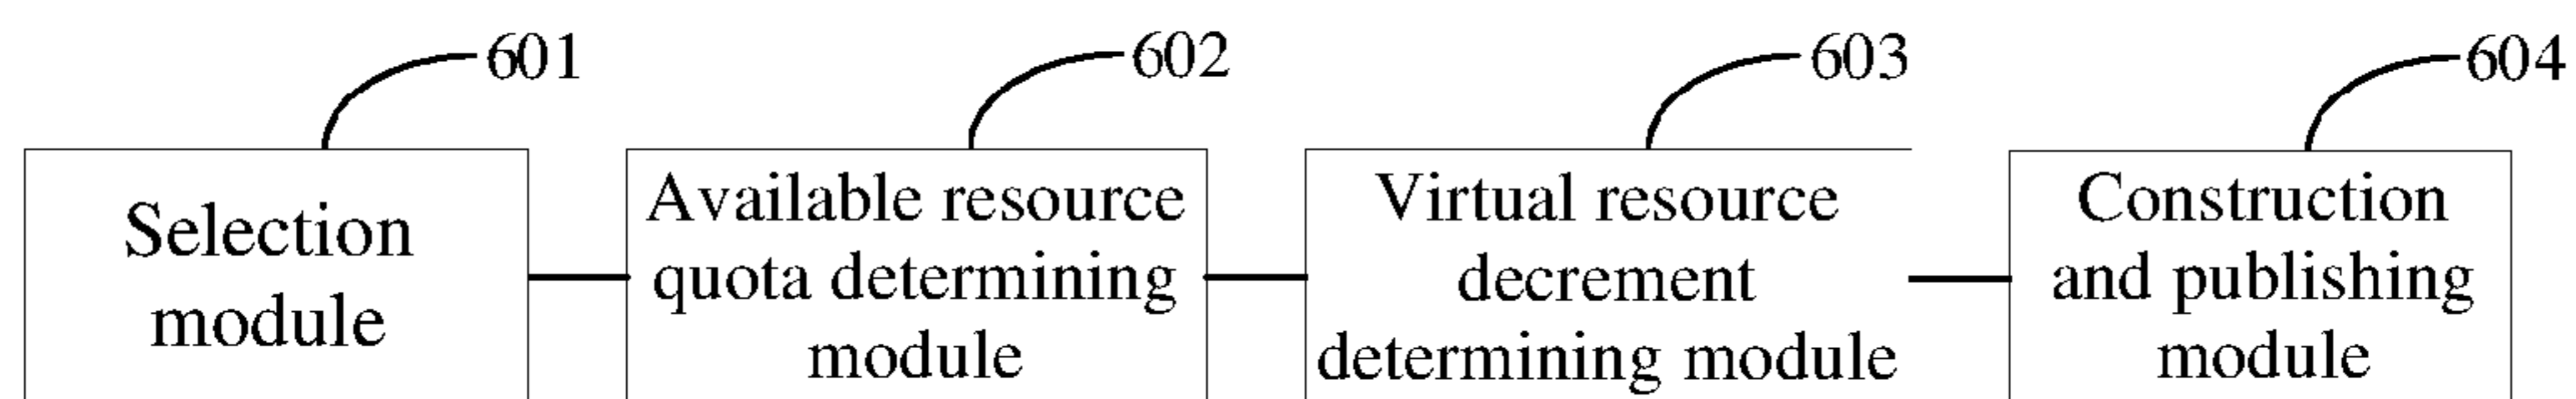 601
602
603
604
Selection
module
Available resource
quota determining
module
Virtual resource
decrement
determining module
Construction
and publishing
module